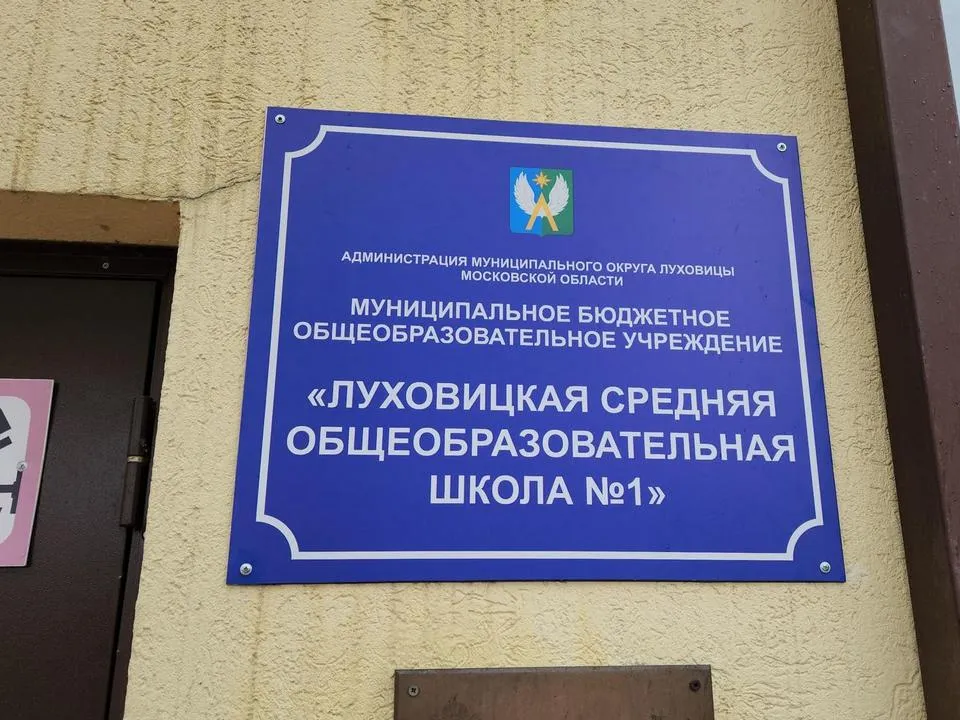 АДМИНИСТРАЦИЯ МУНИЦИПАЛЬНОГО ОКРУГА ЛУХОВИЦЫ
МОСКОВСКОЙ ОБЛАСТИ
МУНИЦИПАЛЬНОЕ БЮДЖЕТНОЕ
ОБЩЕОБРАЗОВАТЕЛЬНОЕ УЧРЕЖДЕНИЕ
«ЛУХОВИЦКАЯ СРЕДНЯЯ
ОБЩЕОБРАЗОВАТЕЛЬНАЯ
ШКОЛА №1»